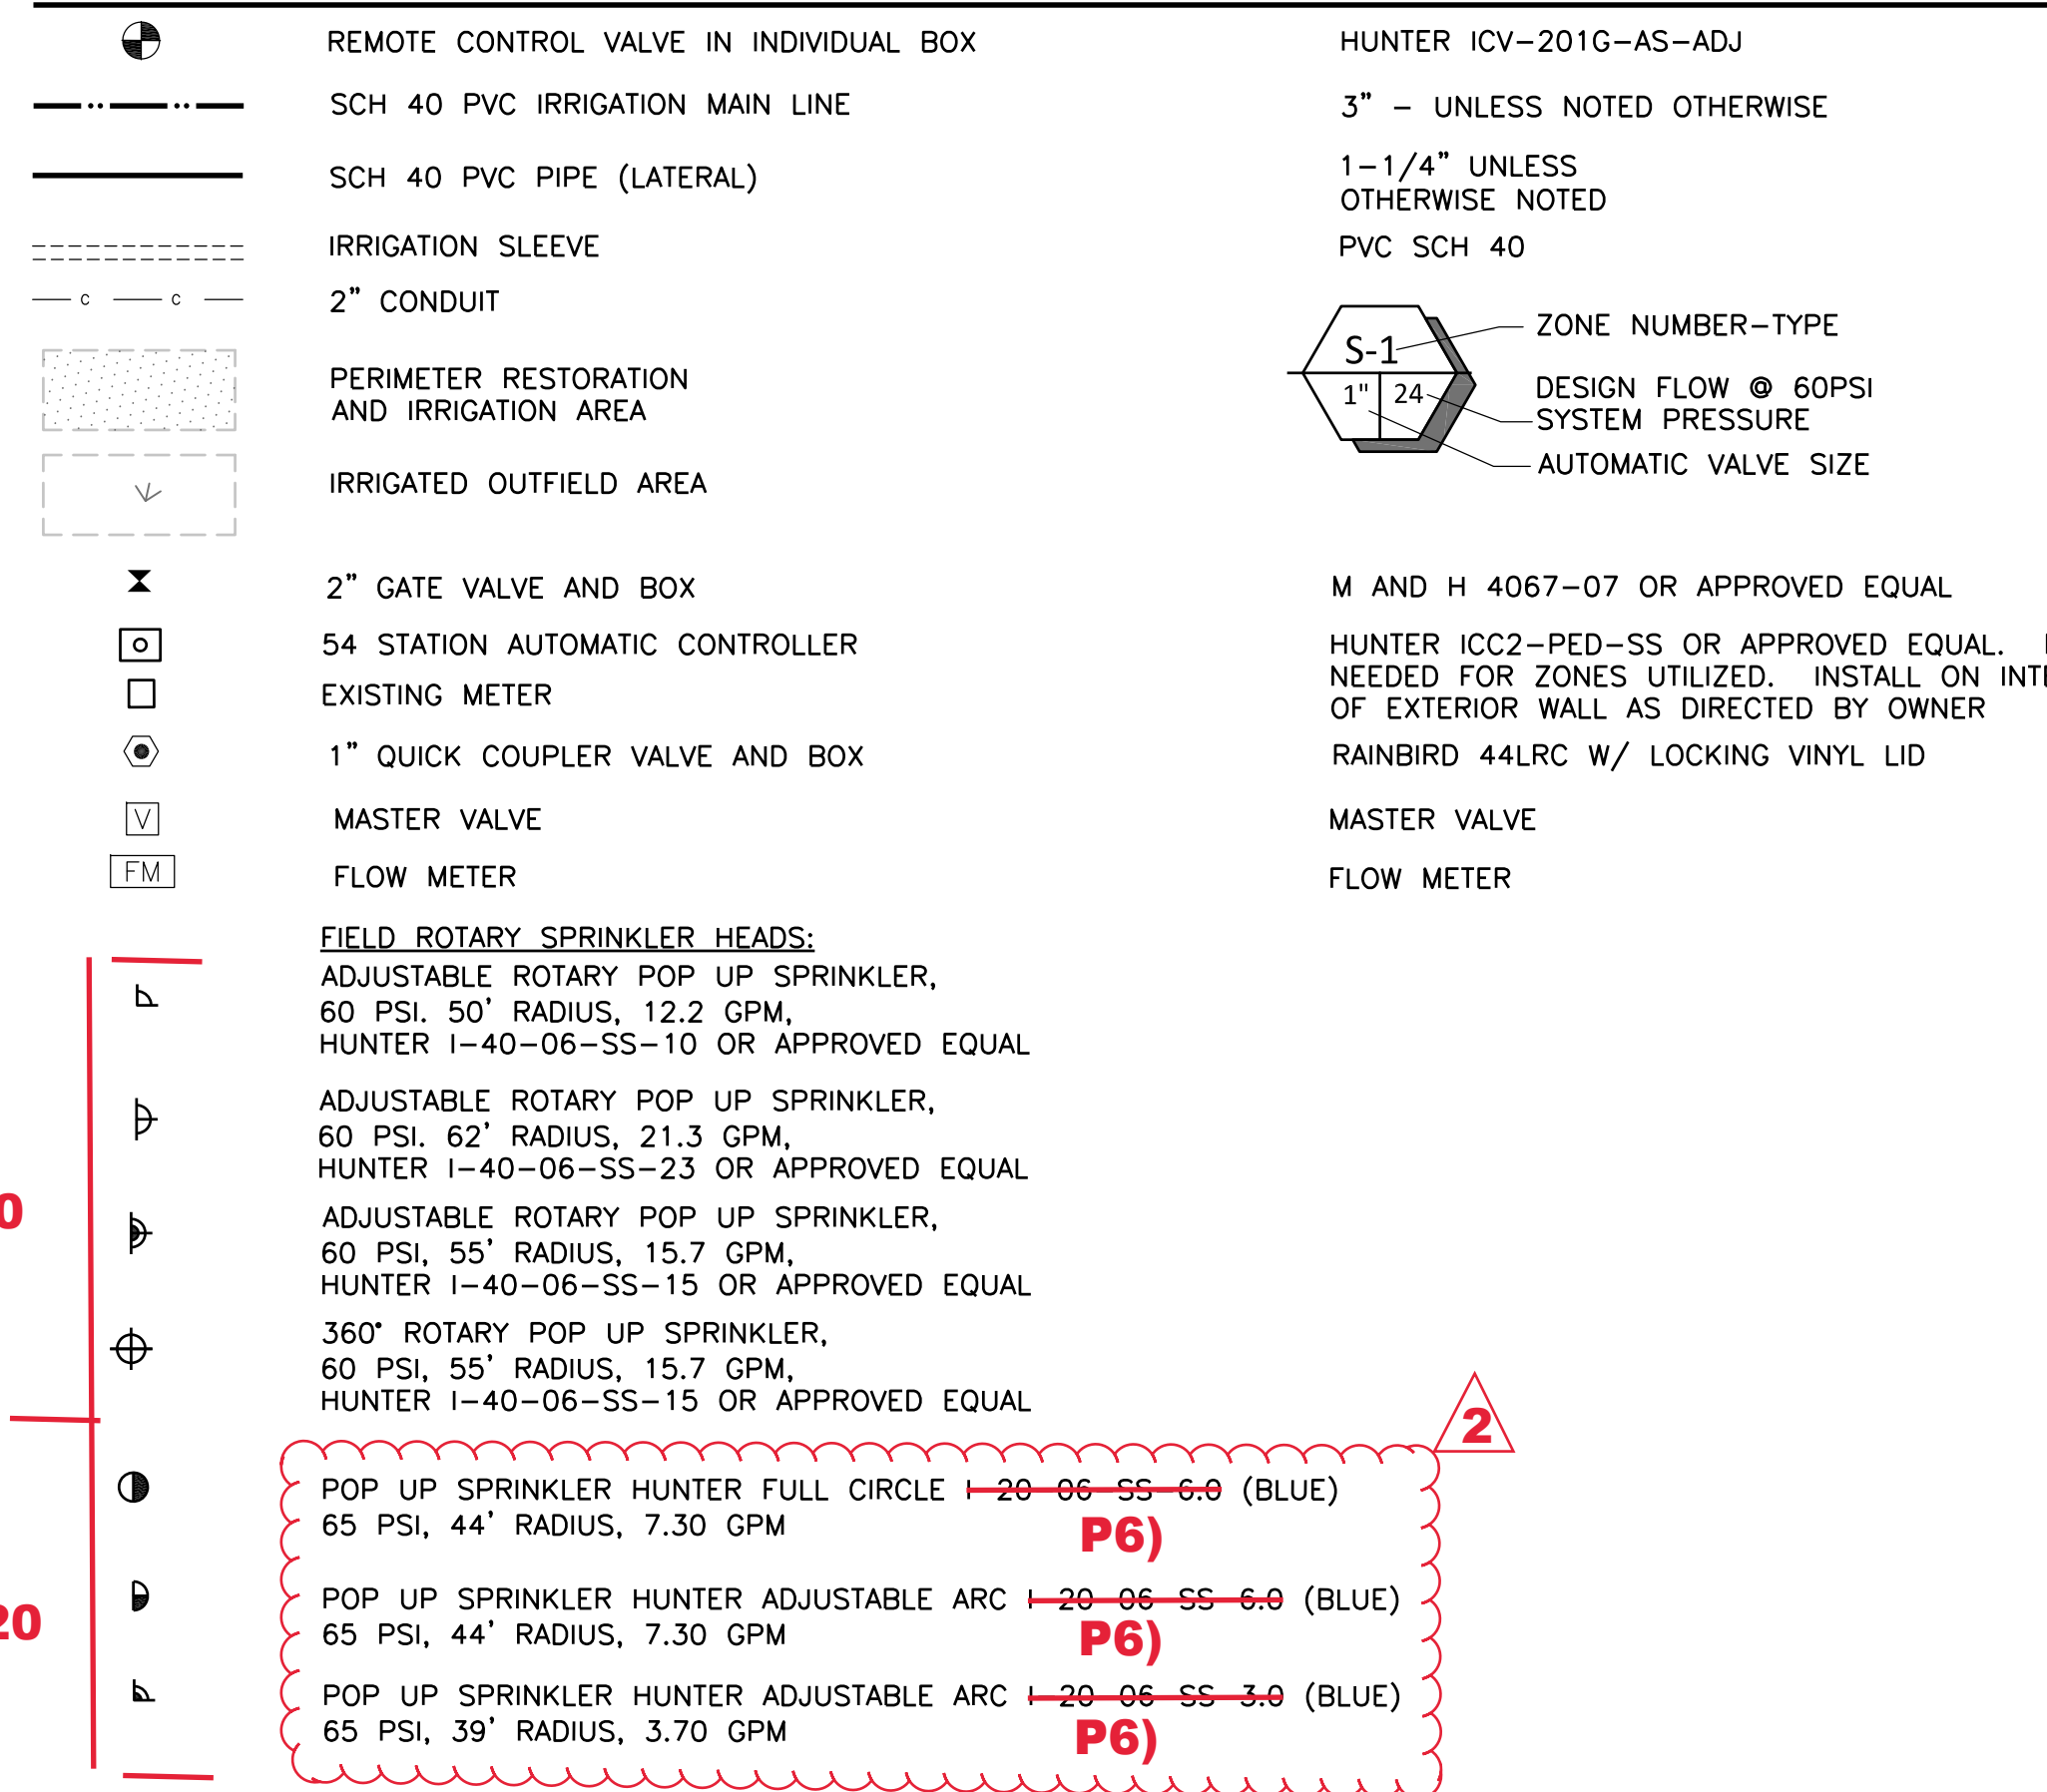 REMOTE CONTROL VALVE IN INDIVIDUAL BOX
HUNTER ICV-201G-AS-ADJ
SCH 40 PVC IRRIGATION MAIN LINE
3" - UNLESS NOTED OTHERWISE
SCH 40 PVC PIPE (LATERAL)
1-1/4" UNLESS
OTHERWISE NOTED
IRRIGATION SLEEVE
PVC SCH 40
C C
2" CONDUIT
S-1
1" 24
ZONE NUMBER-TYPE
DESIGN FLOW @ 60PSI
SYSTEM PRESSURE
AUTOMATIC VALVE SIZE
PERIMETER RESTORATION
AND IRRIGATION AREA
IRRIGATED OUTFIELD AREA
2" GATE VALVE AND BOX
M AND H 4067-07 OR APPROVED EQUAL
54 STATION AUTOMATIC CONTROLLER
HUNTER ICC2-PED-SS OR APPROVED EQUAL.
NEEDED FOR ZONES UTILIZED. INSTALL ON INTE
OF EXTERIOR WALL AS DIRECTED BY OWNER
EXISTING METER
1" QUICK COUPLER VALVE AND BOX
RAINBIRD 44LRC W/ LOCKING VINYL LID
V
MASTER VALVE
MASTER VALVE
FM
FLOW METER
FLOW METER
FIELD ROTARY SPRINKLER HEADS:
ADJUSTABLE ROTARY POP UP SPRINKLER,
60 PSI. 50' RADIUS, 12.2 GPM,
HUNTER I-40-06-SS-10 OR APPROVED EQUAL
ADJUSTABLE ROTARY POP UP SPRINKLER,
60 PSI. 62' RADIUS, 21.3 GPM,
HUNTER I-40-06-SS-23 OR APPROVED EQUAL
0
ADJUSTABLE ROTARY POP UP SPRINKLER,
60 PSI, 55' RADIUS, 15.7 GPM,
HUNTER I-40-06-SS-15 OR APPROVED EQUAL
360° ROTARY POP UP SPRINKLER,
60 PSI, 55' RADIUS, 15.7 GPM,
HUNTER I-40-06-SS-15 OR APPROVED EQUAL
2
POP UP SPRINKLER HUNTER FULL CIRCLE I-20-06-SS-6.0 (BLUE)
65 PSI, 44' RADIUS, 7.30 GPM
P6)
POP UP SPRINKLER HUNTER ADJUSTABLE ARC I-20-06-SS-6.0 (BLUE)
65 PSI, 44' RADIUS, 7.30 GPM
P6)
20
POP UP SPRINKLER HUNTER ADJUSTABLE ARC I-20-06-SS-3.0 (BLUE)
65 PSI, 39' RADIUS, 3.70 GPM
P6)